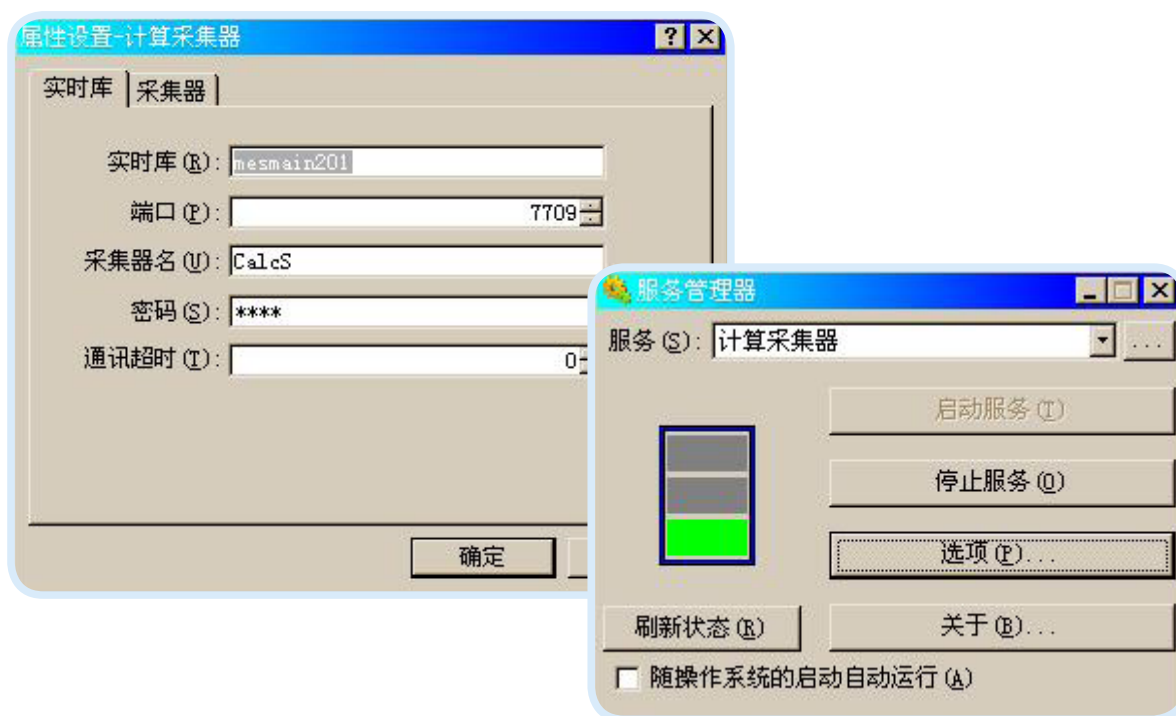 属性设置-计算采集器
实时库 采集器
实时库(R): mesmain201
端口(P): 7709
采集器名(U): CalcS
密码(S): ****
通讯超时(T): 0
确定
服务管理器
服务(S): 计算采集器 ...
启动服务(T)
停止服务(O)
选项(P)...
刷新状态(R) 关于(B)...
随操作系统的启动自动运行(A)